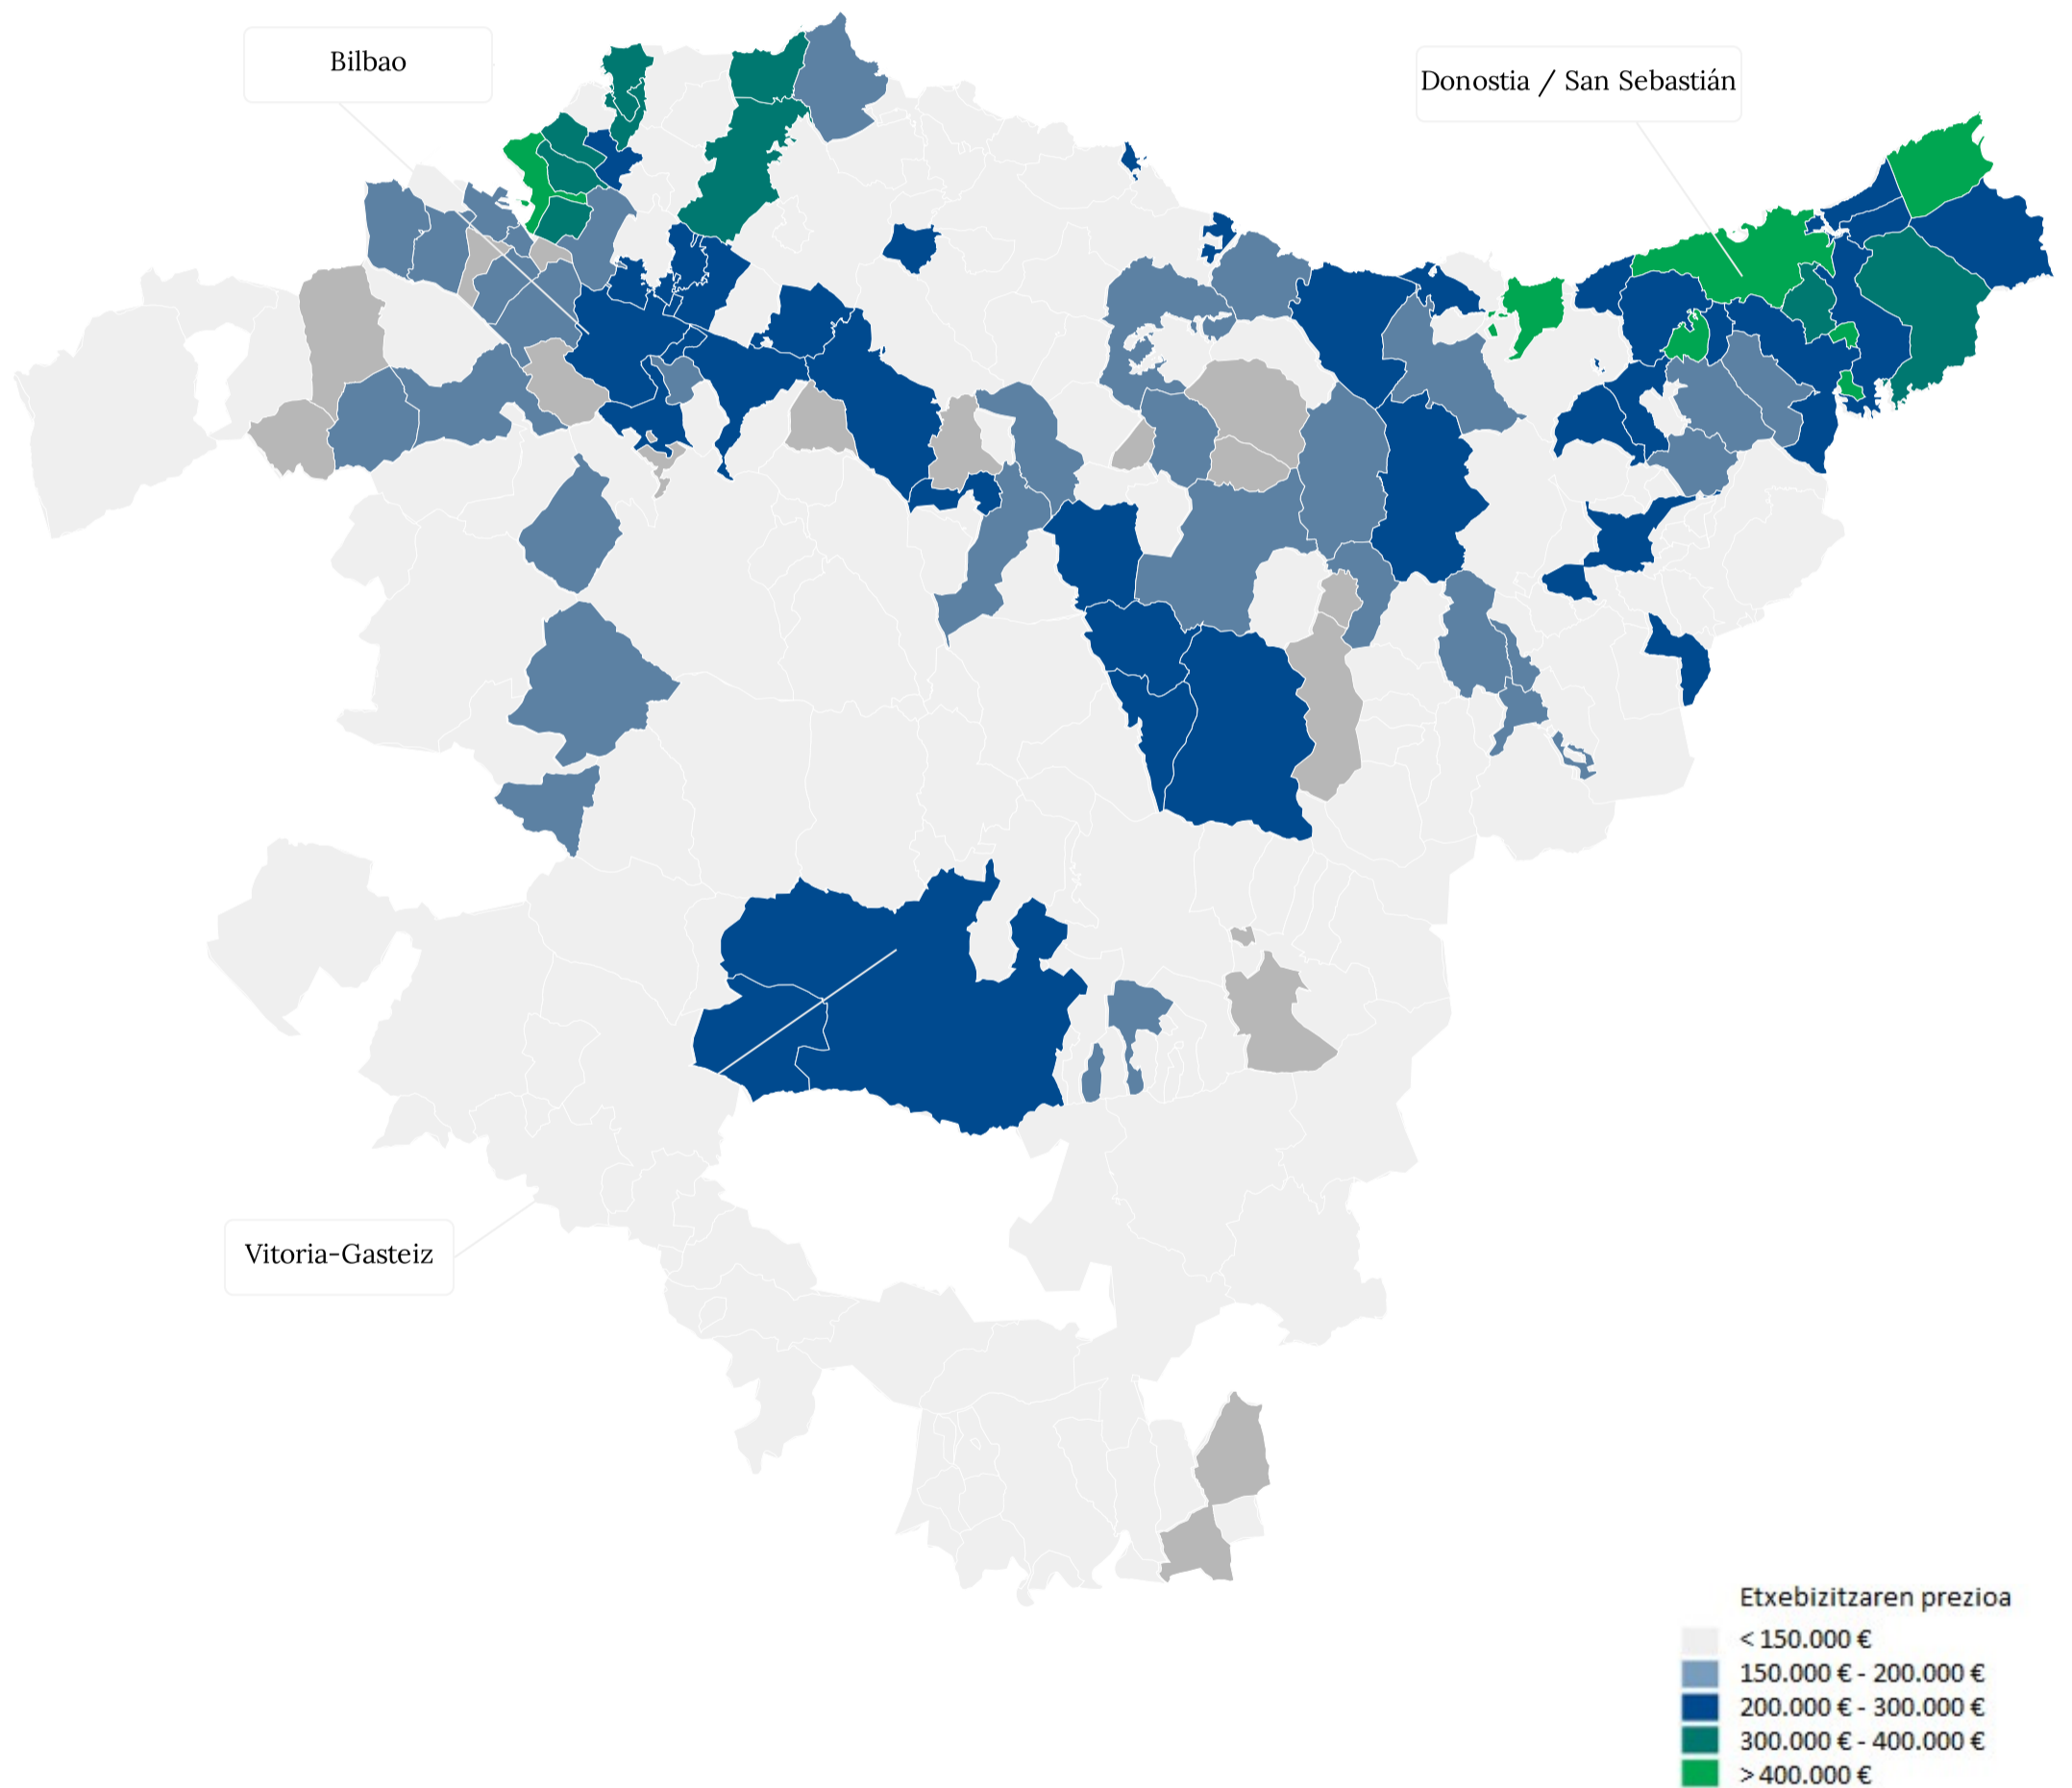 Bilbao
Donostia / San Sebastián
Vitoria-Gasteiz
Etxebizitzaren prezioa
< 150.000 €
150.000 € - 200.000 €
200.000 € - 300.000 €
300.000 € - 400.000 €
> 400.000 €